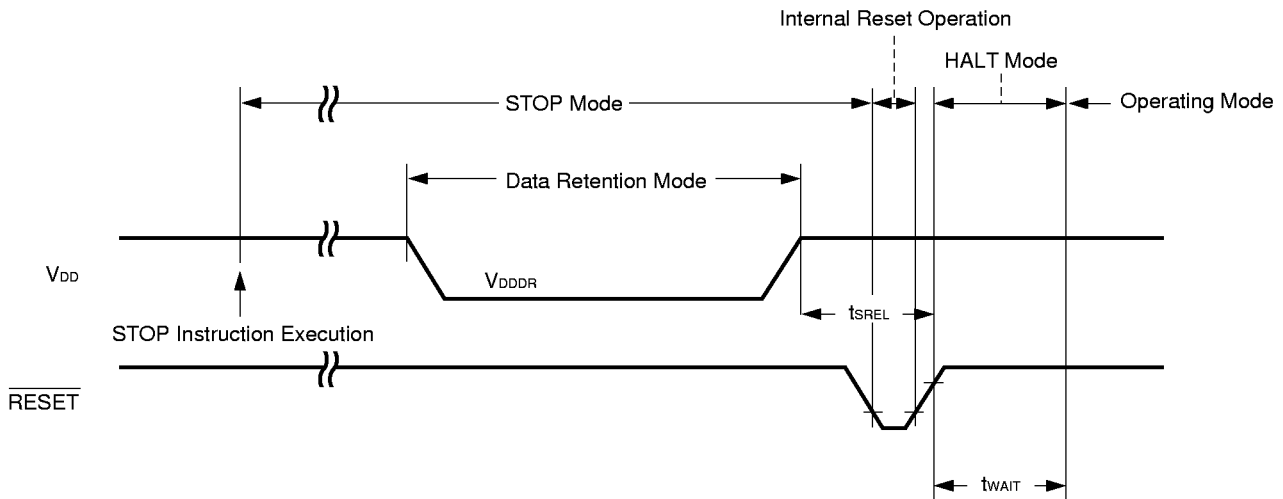 Internal Reset Operation
HALT Mode
STOP Mode
Operating Mode
Data Retention Mode
VDD
VDDDR
tSREL
STOP Instruction Execution
RESET
tWAIT